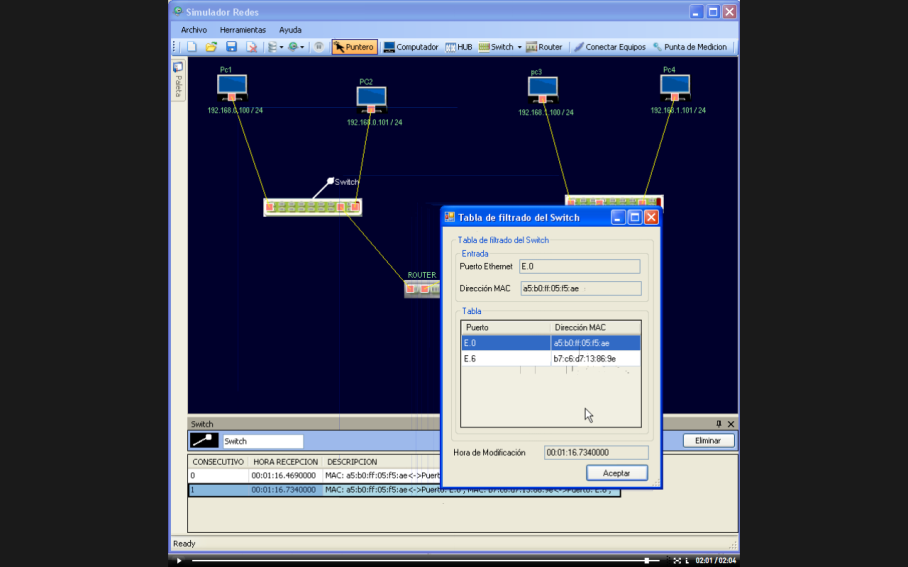 Simulador Redes
Archivo Herramientas Ayuda
Puntero Computador HUB Switch Router Conectar Equipos Punta de Medicion
Paleta
Pc1
PC2
pc3
Pc4
192.168.0.100 / 24
192.168.0.101 / 24
192.168.1.100 / 24
192.168.1.101 / 24
Switch
ROUTER
Tabla de filtrado del Switch
Tabla de filtrado del Switch
Entrada
Puerto Ethernet E.0
Dirección MAC a5:b0:ff:05:f5:ae
Tabla
Puerto Dirección MAC
E.0 a5:b0:ff:05:f5:ae
E.6 b7:c6:d7:13:86:9e
Hora de Modificación 00:01:16.7340000
Aceptar
Switch
Switch
Eliminar
CONSECUTIVO HORA RECEPCION DESCRIPCION
0 00:01:16.4690000 MAC: a5:b0:ff:05:f5:ae<->Puert
1 00:01:16.7340000 MAC: a5:b0:ff:05:f5:ae<->Puerto: E.0 , MAC: b7:c6:d7:13:86:9e<->Puerto: E.6 ,
Ready
02:01/02:04